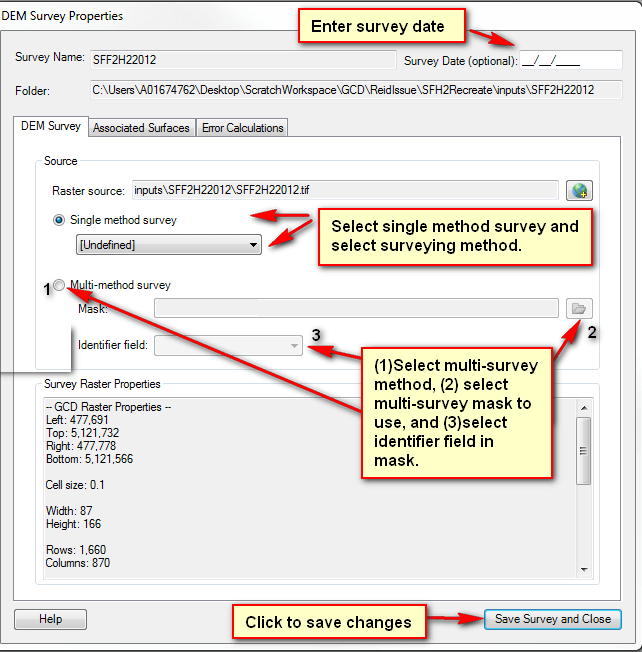 DEM Survey Properties
Enter survey date
Survey Name: SFF2H22012 Survey Date (optional): __/__/____
Folder: C:\Users\A01674762\Desktop\ScratchWorkspace\GCD\ReidIssue\SFH2Recreate\inputs\SFF2H22012
DEM Survey Associated Surfaces Error Calculations
Source
Raster source: inputs\SFF2H22012\SFF2H22012.tif
Single method survey
[Undefined]
Select single method survey and
select surveying method.
1 Multi-method survey
Mask:
2
Identifier field:
3
(1)Select multi-survey
method, (2) select
multi-survey mask to
use, and (3)select
identifier field in
mask.
Survey Raster Properties
-- GCD Raster Properties --
Left: 477,691
Top: 5,121,732
Right: 477,778
Bottom: 5,121,566
Cell size: 0.1
Width: 87
Height: 166
Rows: 1,660
Columns: 870
Help
Click to save changes
Save Survey and Close